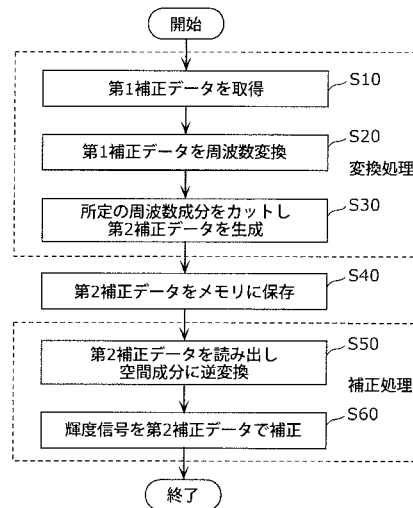 開始
第1補正データを取得
S10
第1補正データを周波数変換
S20
変換処理
所定の周波数成分をカットし
第2補正データを生成
S30
第2補正データをメモリに保存
S40
第2補正データを読み出し
空間成分に逆変換
S50
補正処理
輝度信号を第2補正データで補正
S60
終了